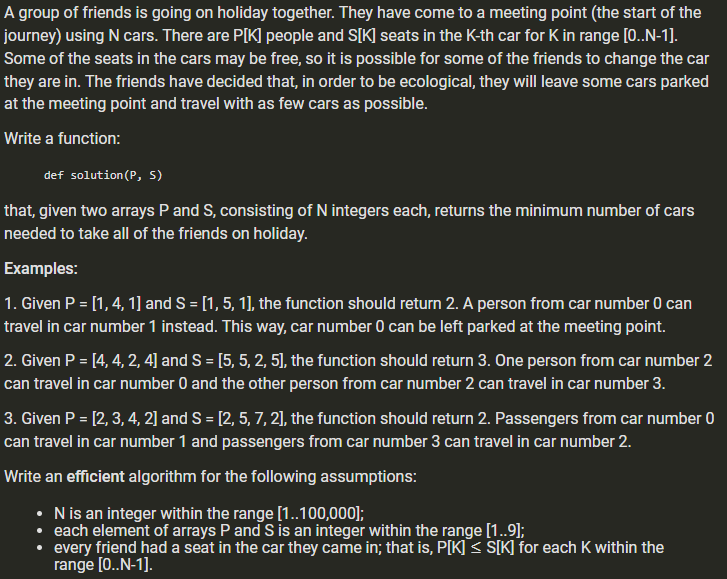 A group of friends is going on holiday together. They have come to a meeting point (the start of the
journey) using N cars. There are P[K] people and S[K] seats in the K-th car for K in range [0..N-1].
Some of the seats in the cars may be free, so it is possible for some of the friends to change the car
they are in. The friends have decided that, in order to be ecological, they will leave some cars parked
at the meeting point and travel with as few cars as possible.
Write a function:
def solution(P, S)
that, given two arrays P and S, consisting of N integers each, returns the minimum number of cars
needed to take all of the friends on holiday.
Examples:
1. Given P = [1, 4, 1] and S = [1, 5, 1], the function should return 2. A person from car number 0 can
travel in car number 1 instead. This way, car number 0 can be left parked at the meeting point.
2. Given P = [4, 4, 2, 4] and S = [5, 5, 2, 5], the function should return 3. One person from car number 2
can travel in car number 0 and the other person from car number 2 can travel in car number 3.
3. Given P = [2, 3, 4, 2] and S = [2, 5, 7, 2], the function should return 2. Passengers from car number 0
can travel in car number 1 and passengers from car number 3 can travel in car number 2.
Write an efficient algorithm for the following assumptions:
• N is an integer within the range [1..100,000];
• each element of arrays P and S is an integer within the range [1..9];
• every friend had a seat in the car they came in; that is, P[K] ≤ S[K] for each K within the
range [0..N-1].